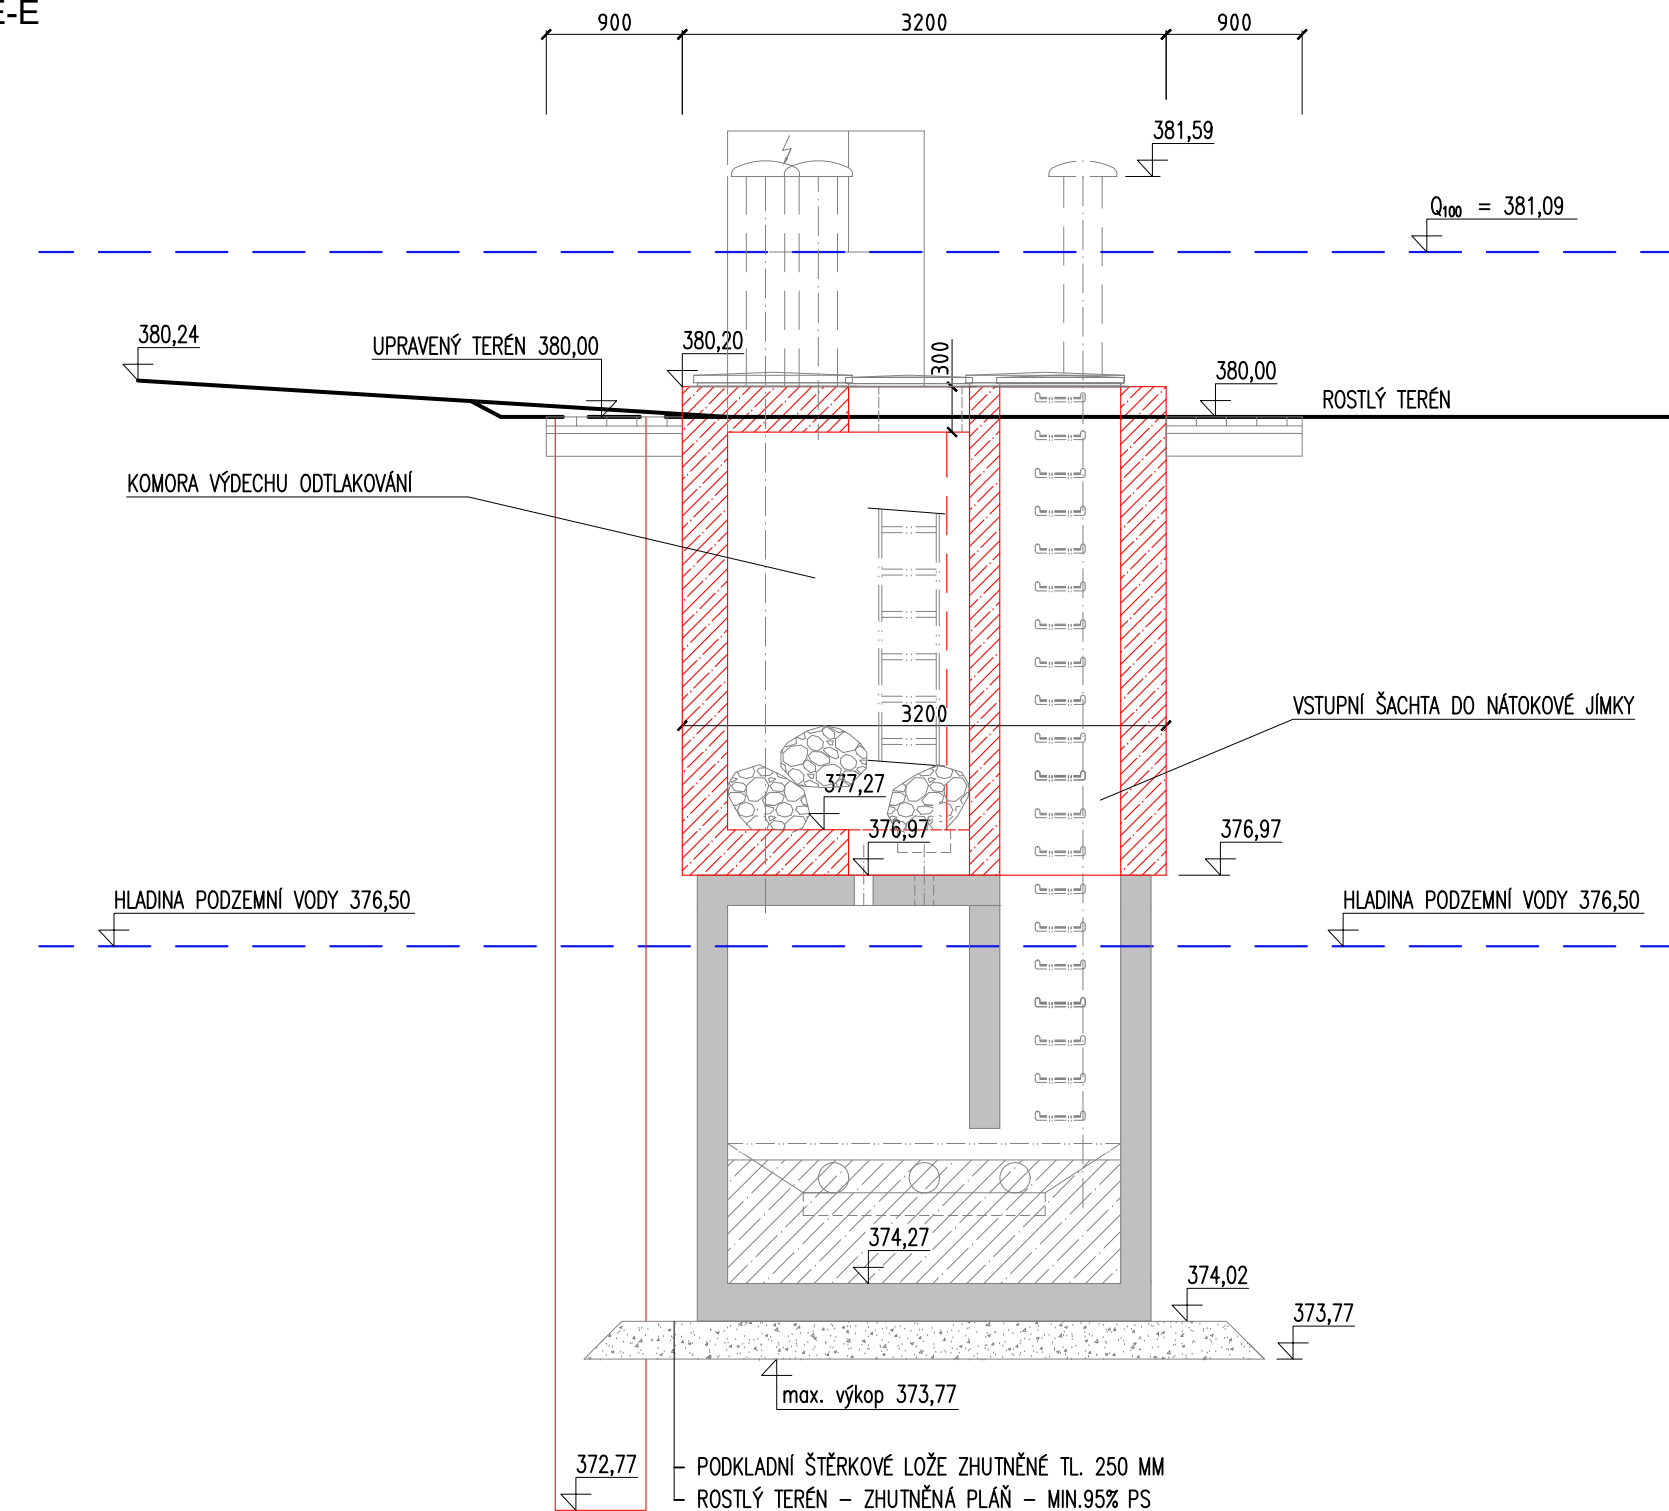 E-E
900
3200
900
381,59
Q₁₀₀ = 381,09
380,24
UPRAVENÝ TERÉN 380,00
380,20
300
380,00
ROSTLÝ TERÉN
KOMORA VÝDECHU ODTLAKOVÁNÍ
3200
VSTUPNÍ ŠACHTA DO NÁTOKOVÉ JÍMKY
377,27
376,97
376,97
HLADINA PODZEMNÍ VODY 376,50
HLADINA PODZEMNÍ VODY 376,50
374,27
374,02
373,77
max. výkop 373,77
372,77
PODKLADNÍ ŠTĚRKOVÉ LOŽE ZHUTNĚNÉ TL. 250 MM
ROSTLÝ TERÉN – ZHUTNĚNÁ PLÁŇ – MIN.95% PS